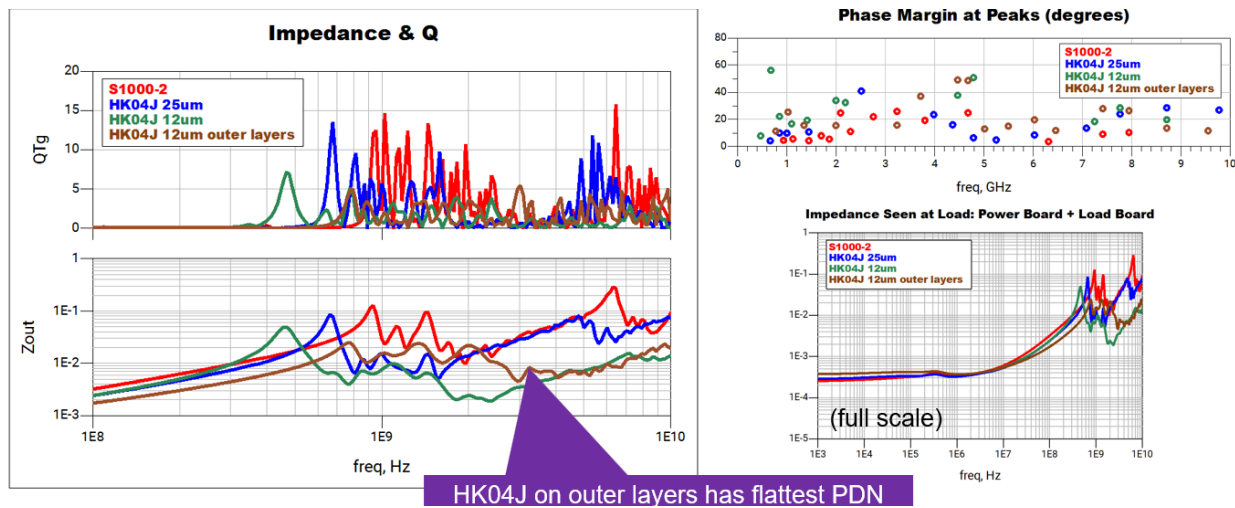 Impedance & Q
QTg
20
15
10
5
0
S1000-2
HK04J 25um
HK04J 12um
HK04J 12um outer layers
Zout
1
1E-1
1E-2
1E-3
1E8
1E9
1E10
freq, Hz
Phase Margin at Peaks (degrees)
80
60
40
20
0
S1000-2
HK04J 25um
HK04J 12um
HK04J 12um outer layers
0 1 2 3 4 5 6 7 8 9 10
freq, GHz
Impedance Seen at Load: Power Board + Load Board
1
1E-1
1E-2
1E-3
1E-4
1E-5
S1000-2
HK04J 25um
HK04J 12um
HK04J 12um outer layers
(full scale)
1E3 1E4 1E5 1E6 1E7 1E8 1E9 1E10
freq, Hz
HK04J on outer layers has flattest PDN